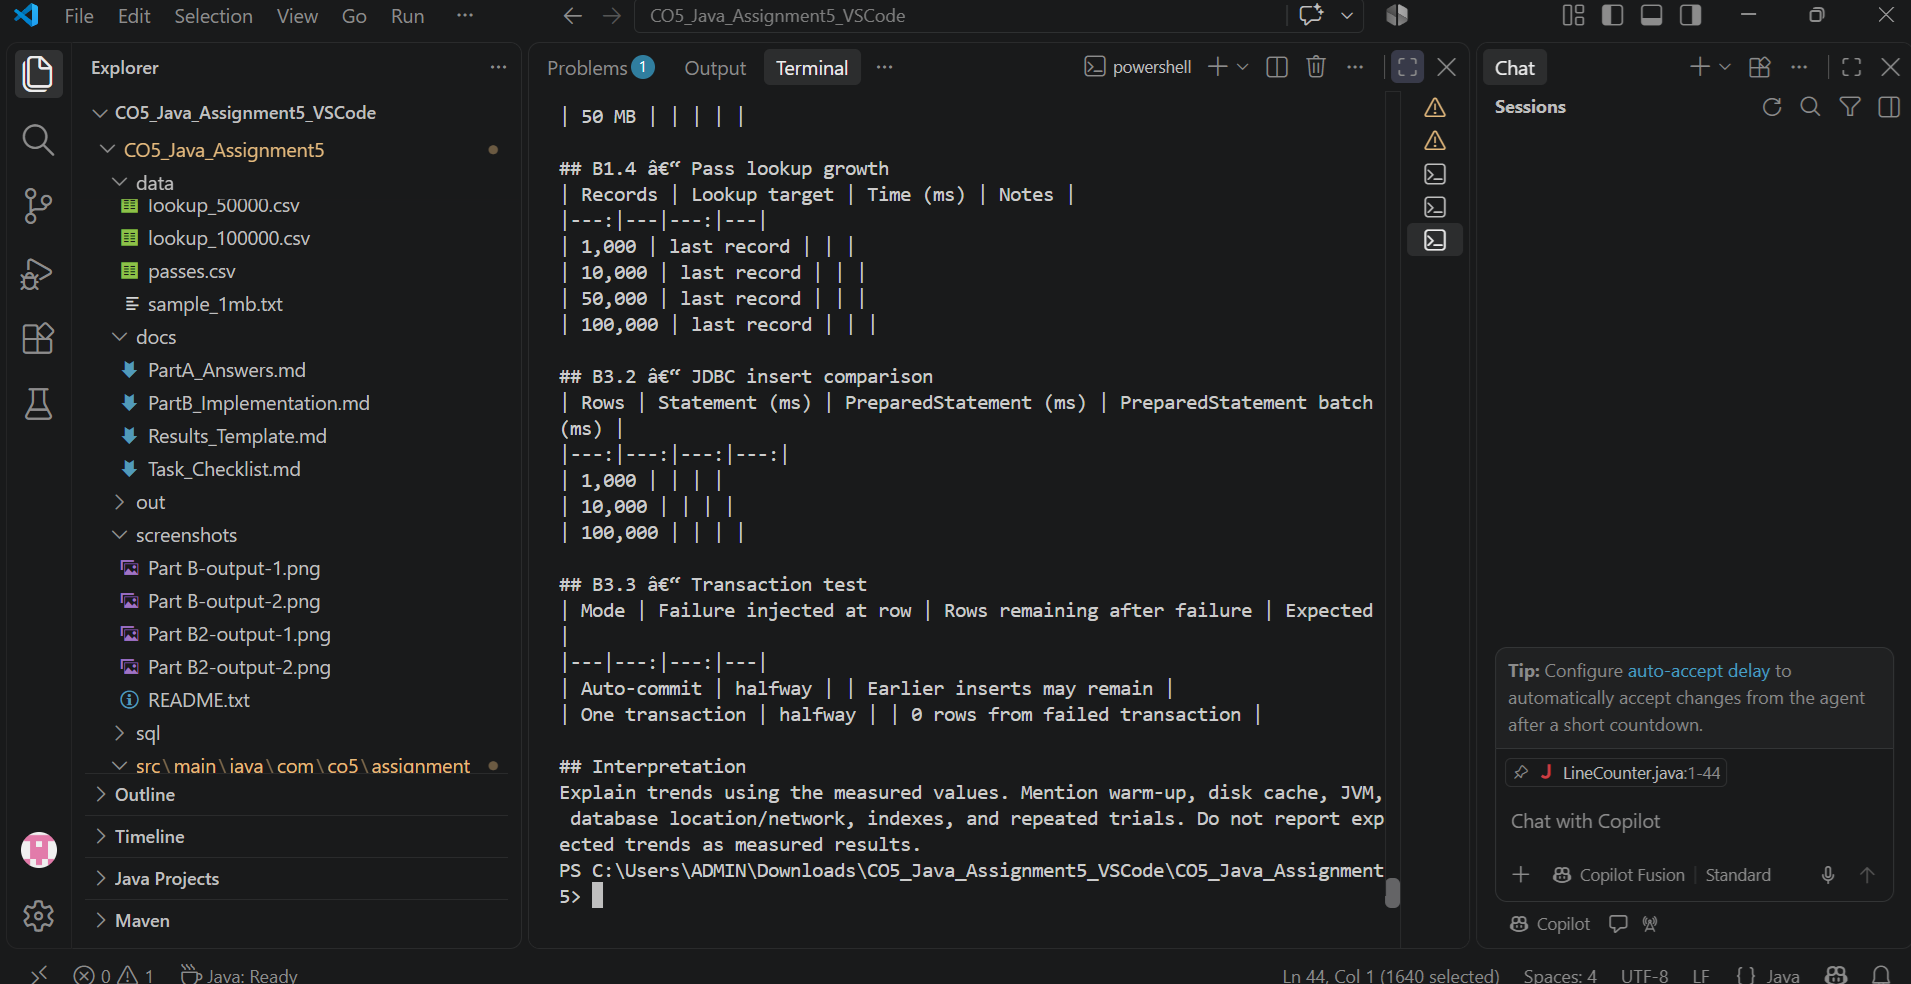 File Edit Selection View Go Run ···
CO5_Java_Assignment5_VSCode
Explorer
CO5_Java_Assignment5_VSCode
CO5_Java_Assignment5
data
lookup_50000.csv
lookup_100000.csv
passes.csv
sample_1mb.txt
docs
PartA_Answers.md
PartB_Implementation.md
Results_Template.md
Task_Checklist.md
out
screenshots
Part B-output-1.png
Part B-output-2.png
Part B2-output-1.png
Part B2-output-2.png
README.txt
sql
src\main\java\com\co5\assignment
Outline
Timeline
Java Projects
Maven
Problems 1 Output Terminal ···
powershell
| 50 MB | | | | |
## B1.4 â€“ Pass lookup growth
| Records | Lookup target | Time (ms) | Notes |
|---:|---|---:|---|
| 1,000 | last record | | |
| 10,000 | last record | | |
| 50,000 | last record | | |
| 100,000 | last record | | |
## B3.2 â€“ JDBC insert comparison
| Rows | Statement (ms) | PreparedStatement (ms) | PreparedStatement batch
(ms) |
|---:|---:|---:|---:|
| 1,000 | | | |
| 10,000 | | | |
| 100,000 | | | |
## B3.3 â€“ Transaction test
| Mode | Failure injected at row | Rows remaining after failure | Expected
|
|---|---:|---:|---|
| Auto-commit | halfway | | Earlier inserts may remain |
| One transaction | halfway | | 0 rows from failed transaction |
## Interpretation
Explain trends using the measured values. Mention warm-up, disk cache, JVM,
database location/network, indexes, and repeated trials. Do not report exp
ected trends as measured results.
PS C:\Users\ADMIN\Downloads\CO5_Java_Assignment5_VSCode\CO5_Java_Assignment
5>
Chat
Sessions
Tip: Configure auto-accept delay to
automatically accept changes from the agent
after a short countdown.
LineCounter.java:1-44
Chat with Copilot
Copilot Fusion Standard
Copilot
0 1 Java: Ready
Ln 44, Col 1 (1640 selected) Spaces: 4 UTF-8 LF {} Java